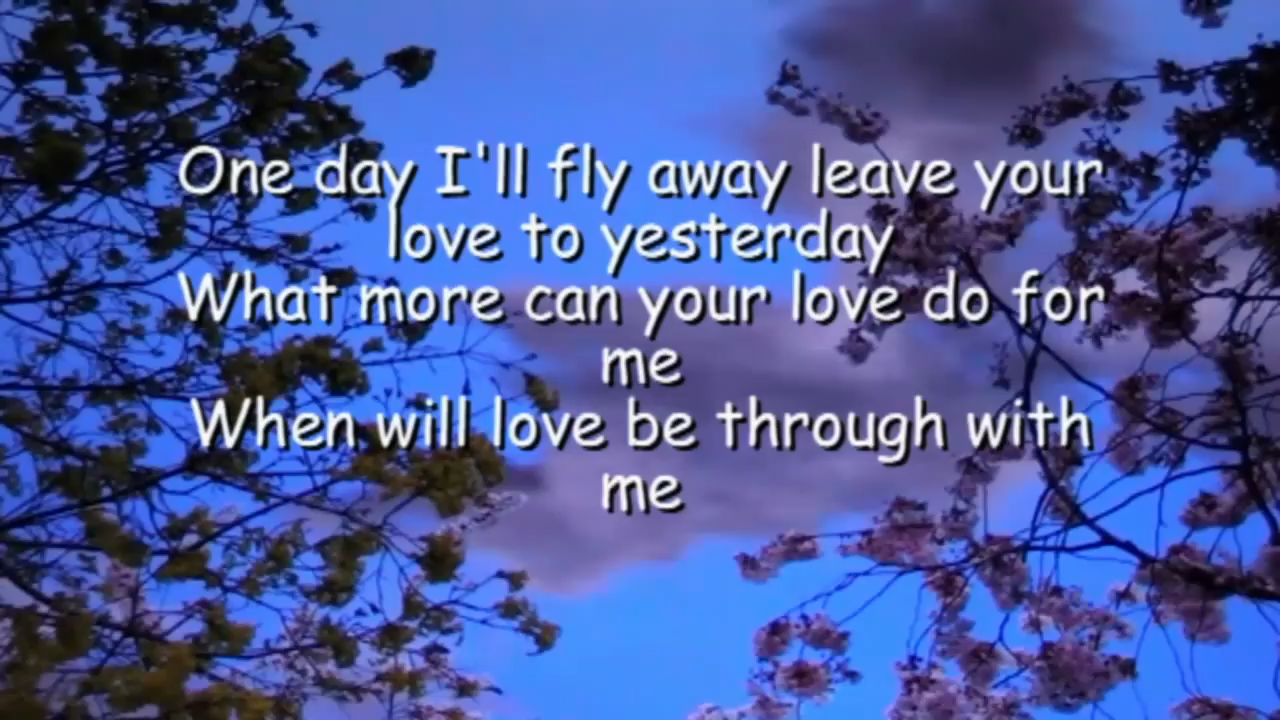 One day I'll fly away leave your
love to yesterday
What more can your love do for
me
When will love be through with
me